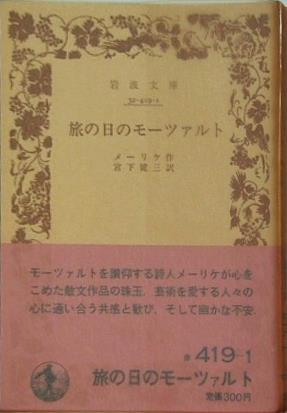 岩波文庫
32-419-1
旅の日のモーツァルト
メーリケ作
宮下健三訳
モーツァルトを讃仰する詩人メーリケが心を
こめた散文作品の珠玉．芸術を愛する人々の
心に通い合う共感と歓び，そして幽かな不安．
赤 419-1
旅の日のモーツァルト
定価300円